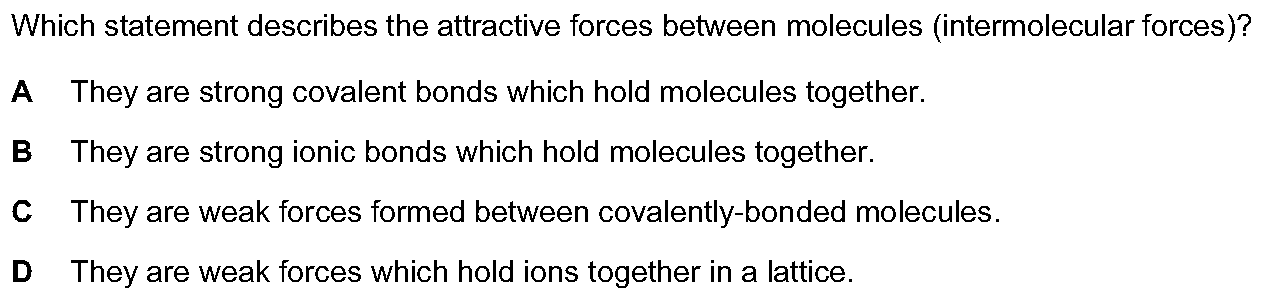 Which statement describes the attractive forces between molecules (intermolecular forces)?
A They are strong covalent bonds which hold molecules together.
B They are strong ionic bonds which hold molecules together.
C They are weak forces formed between covalently-bonded molecules.
D They are weak forces which hold ions together in a lattice.